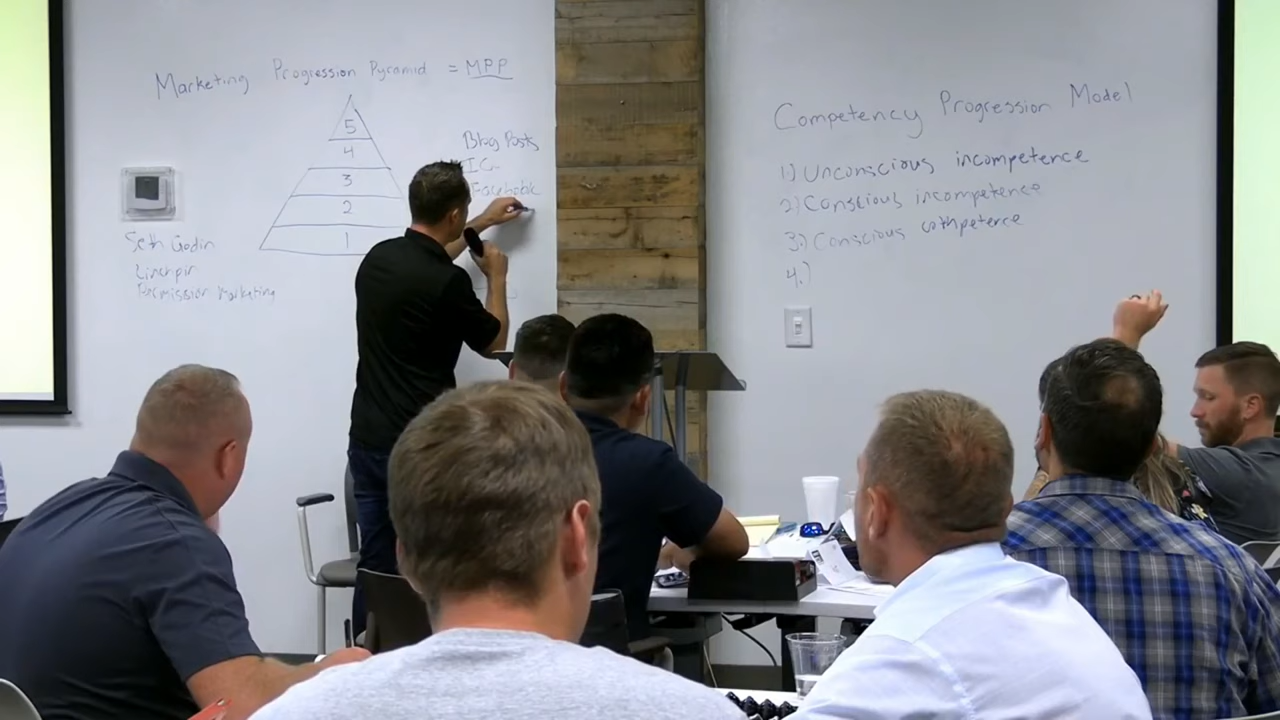 Marketing Progression Pyramid = MPP
5
4
3
2
1
Blog Posts
IG
Facebook
Seth Godin
Linchpin
Permission Marketing
Competency Progression Model
1.) Unconscious incompetence
2.) Conscious incompetence
3.) Conscious competence
4.)